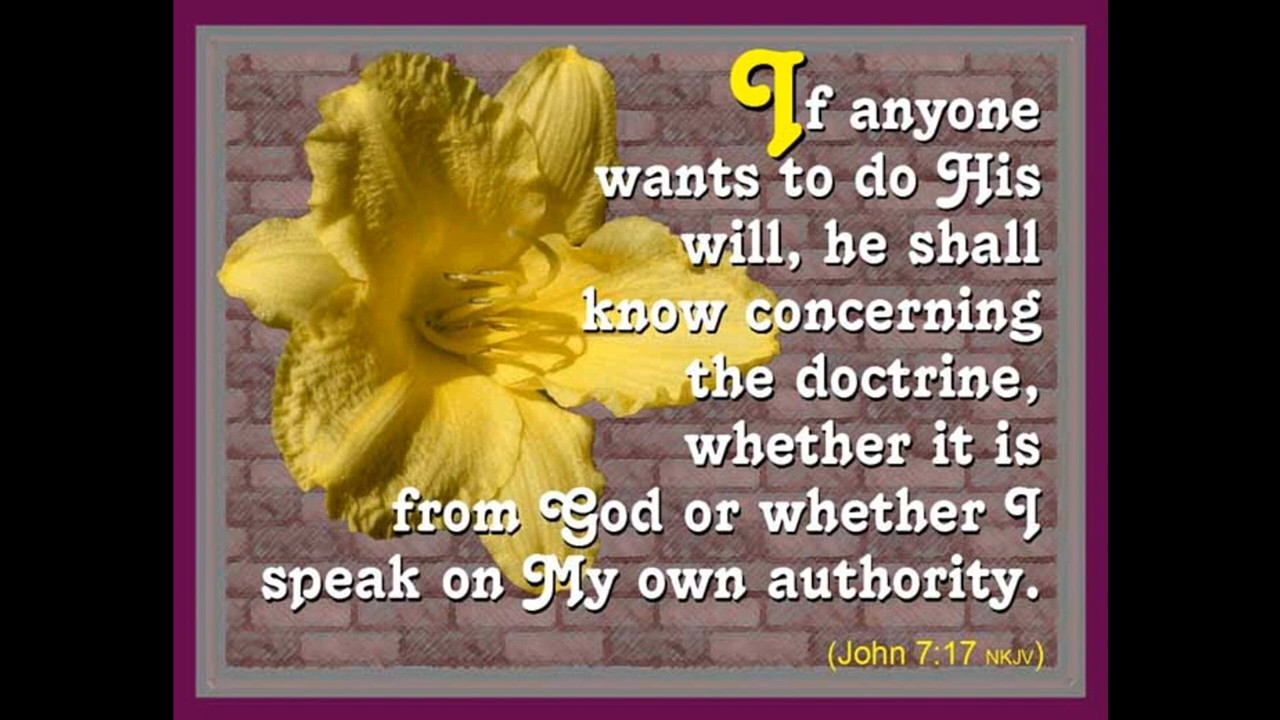 If anyone
wants to do His
will, he shall
know concerning
the doctrine,
whether it is
from God or whether I
speak on My own authority.
(John 7:17 NKJV)